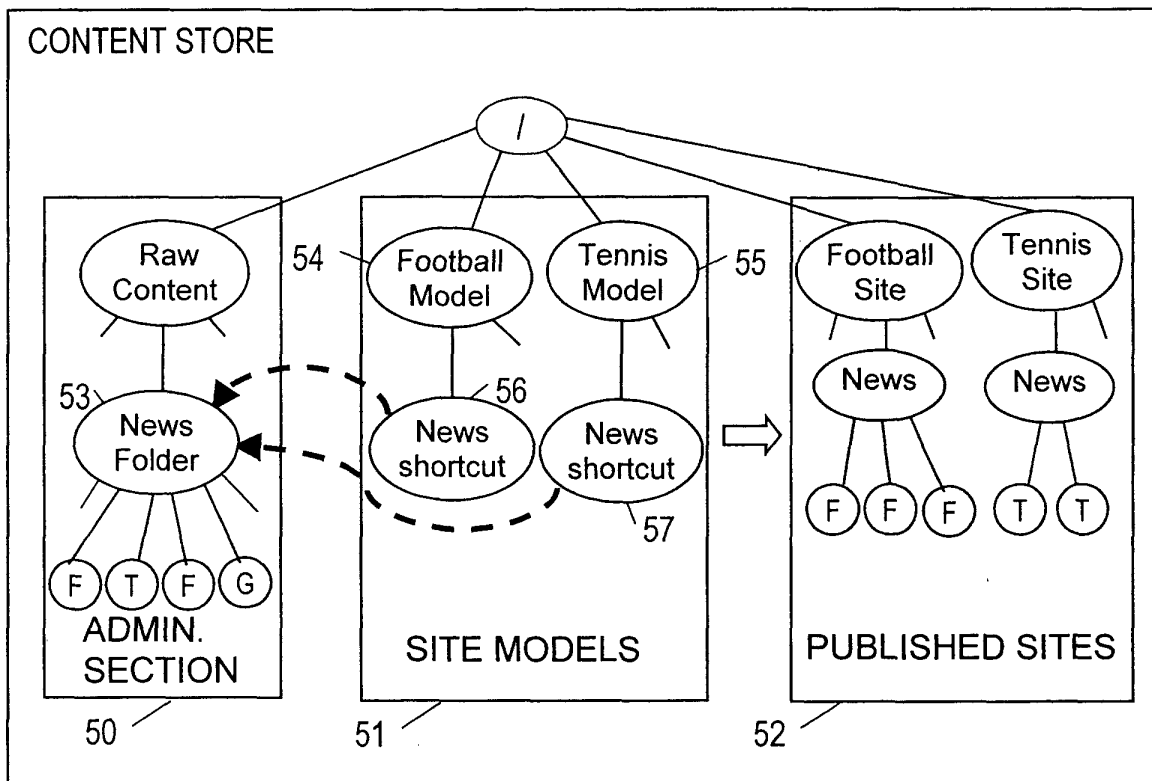 CONTENT STORE
/
Raw
Content
54
Football
Model
Tennis
Model
55
Football
Site
Tennis
Site
53
News
Folder
56
News
shortcut
News
shortcut
57
News
News
F
F
F
T
T
F
T
F
G
ADMIN.
SECTION
SITE MODELS
PUBLISHED SITES
50
51
52